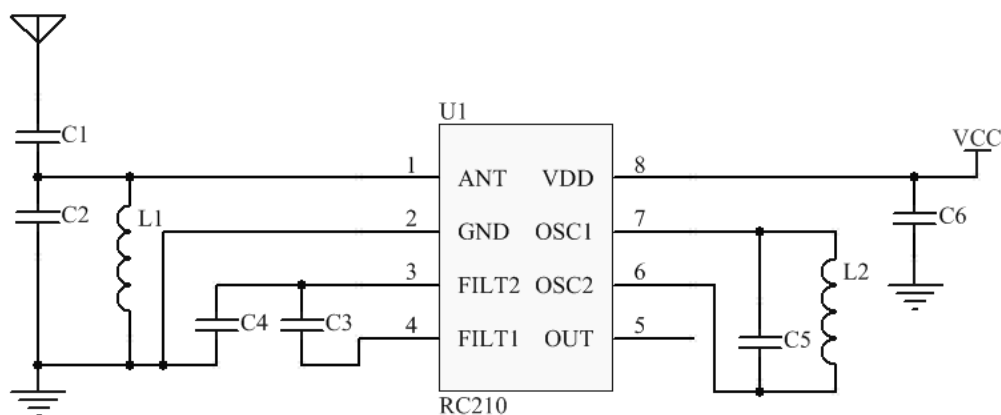 U1
C1
VCC
1
ANT
VDD
8
C2
L1
C6
2
GND
OSC1
7
3
FILT2
OSC2
6
L2
C4
C3
4
FILT1
OUT
5
C5
RC210